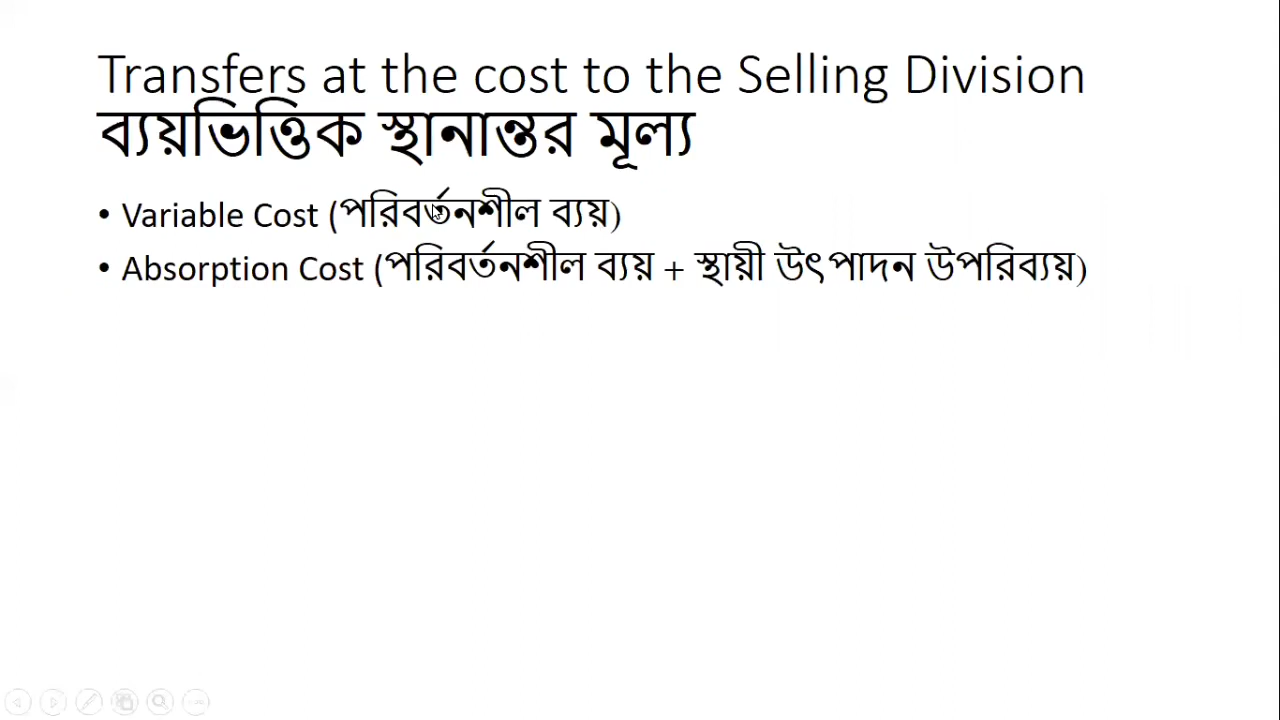 Transfers at the cost to the Selling Division
ব্যয়ভিত্তিক স্থানান্তর মূল্য
• Variable Cost (পরিবর্তনশীল ব্যয়)
• Absorption Cost (পরিবর্তনশীল ব্যয় + স্থায়ী উৎপাদন উপরিব্যয়)